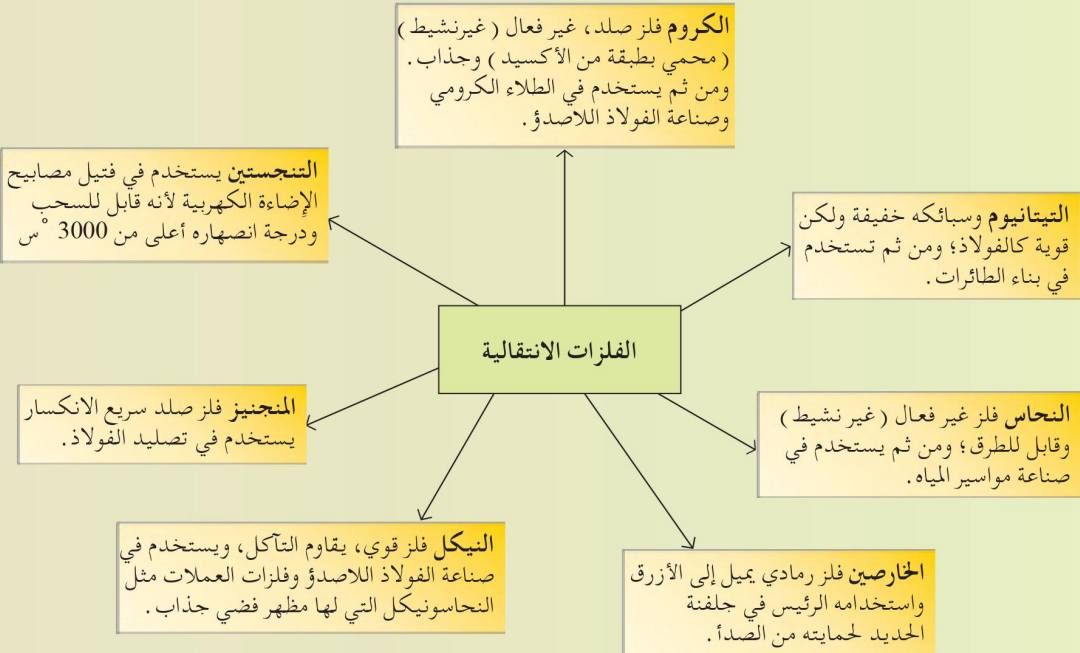 الكروم فلز صلد، غير فعال (غيرنشيط)
(محمي بطبقة من الأكسيد) وجذاب.
ومن ثم يستخدم في الطلاء الكرومي
وصناعة الفولاذ اللاصدؤ.
التيتانيوم وسبائكه خفيفة ولكن
قوية كالفولاذ؛ ومن ثم تستخدم
في بناء الطائرات.
التنجستين يستخدم في فتيل مصابيح
الإضاءة الكهربية لأنه قابل للسحب
ودرجة انصهاره أعلى من 3000 °س
الفلزات الانتقالية
النحاس فلز غير فعال (غير نشيط)
وقابل للطرق؛ ومن ثم يستخدم في
صناعة مواسير المياه.
المنجنيز فلز صلد سريع الانكسار
يستخدم في تصليد الفولاذ.
الخارصين فلز رمادي يميل إلى الأزرق
واستخدامه الرئيس في جلفنة
الحديد لحمايته من الصدأ.
النيكل فلز قوي، يقاوم التآكل، ويستخدم في
صناعة الفولاذ اللاصدؤ وفلزات العملات مثل
النحاسونيكل التي لها مظهر فضي جذاب.